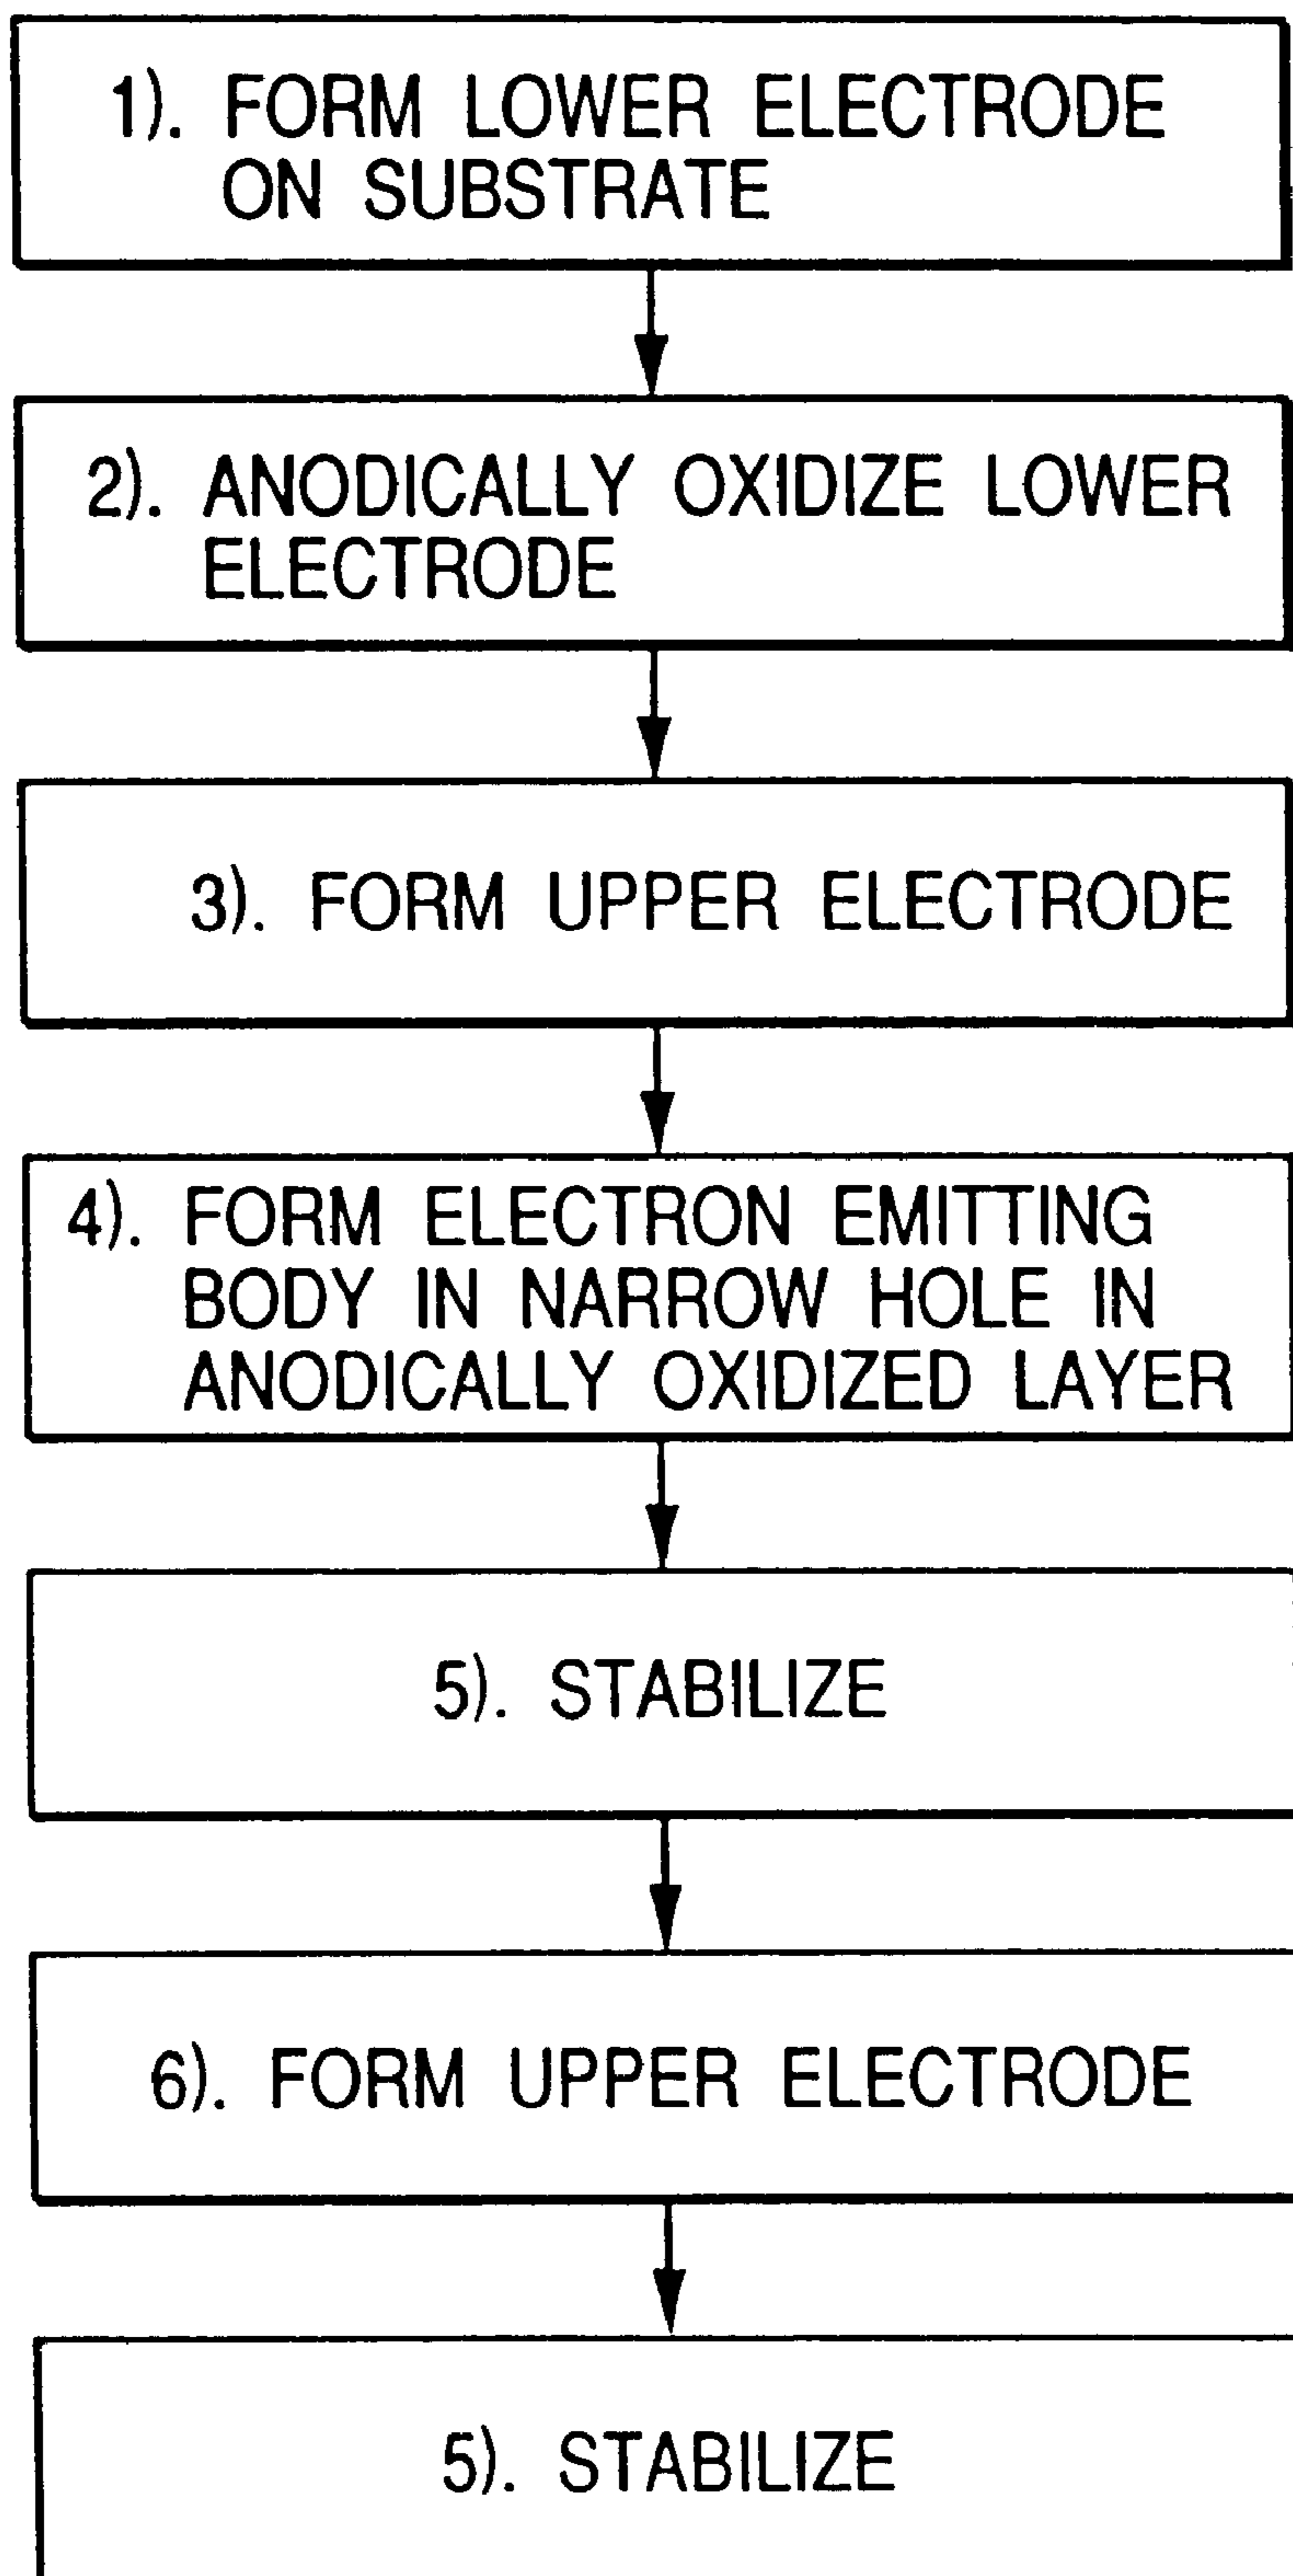 1). FORM LOWER ELECTRODE
ON SUBSTRATE
2). ANODICALLY OXIDIZE LOWER
ELECTRODE
3). FORM UPPER ELECTRODE
4). FORM ELECTRON EMITTING
BODY IN NARROW HOLE IN
ANODICALLY OXIDIZED LAYER
5). STABILIZE
6). FORM UPPER ELECTRODE
5). STABILIZE